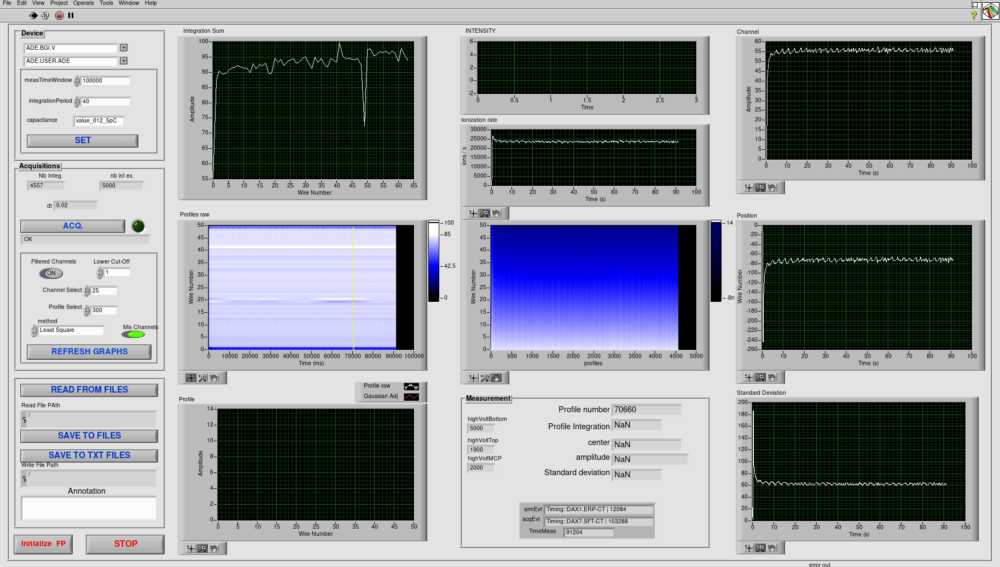 File Edit View Project Operate Tools Window Help
?
Device
ADE.BGI.V
ADE.USER.ADE
measTimeWindow 100000
integrationPeriod 40
capacitance value_012_5pC
SET
Acquisitions
Nb Integ. nb int ex.
4557 5000
dt 0.02
ACQ.
OK
Filtered Channels Lower Cut-Off
ON 1
Channel Select 25
Profile Select 300
method
Least Square
Mix Channels
REFRESH GRAPHS
READ FROM FILES
Read File PAth
/
SAVE TO FILES
SAVE TO TXT FILES
Write File Path
/
Annotation
Initialize FP STOP
Integration Sum
Amplitude
100
95
90
85
80
75
70
65
60
55
0 5 10 15 20 25 30 35 40 45 50 55 60 65
Wire Number
Profiles raw
Wire Number
50
45
40
35
30
25
20
15
10
5
0
0 10000 20000 30000 40000 50000 60000 70000 80000 90000 100000
Time (ms)
100
85
42.5
0
Profile raw
Gaussian Adj
Profile
Amplitude
14
12
10
8
6
4
2
0
0 5 10 15 20 25 30 35 40 45 50
Wire Number
INTENSITY
6
4
2
0
-2
0 0.5 1 1.5 2 2.5 3
Time
Ionization rate
ions / s
30000
25000
20000
15000
10000
5000
0
0 10 20 30 40 50 60 70 80 90 100
Time (s)
Wire Number
50
45
40
35
30
25
20
15
10
5
0
0 500 1000 1500 2000 2500 3000 3500 4000 4500 5000
profiles
14
-8n
Measurement
highVoltBottom
5000
highVoltTop
1900
highVoltMCP
2000
Profile number 70660
Profile Integration NaN
center NaN
amplitude NaN
Standard deviation NaN
armEvt Timing::DAX1.ERP-CT | 12084
acqEvt Timing::DAX7.SFT-CT | 103288
TimeMeas 91204
Channel
Amplitude
60
55
50
45
40
35
30
25
20
15
10
5
0
0 10 20 30 40 50 60 70 80 90 100
Time (s)
Position
Wire Number
0
-20
-40
-60
-80
-100
-120
-140
-160
-180
-200
-220
-240
-260
0 10 20 30 40 50 60 70 80 90 100
Time (s)
Standard Deviation
200
180
160
140
120
100
80
60
40
20
0
0 10 20 30 40 50 60 70 80 90 100
Time (s)
error out